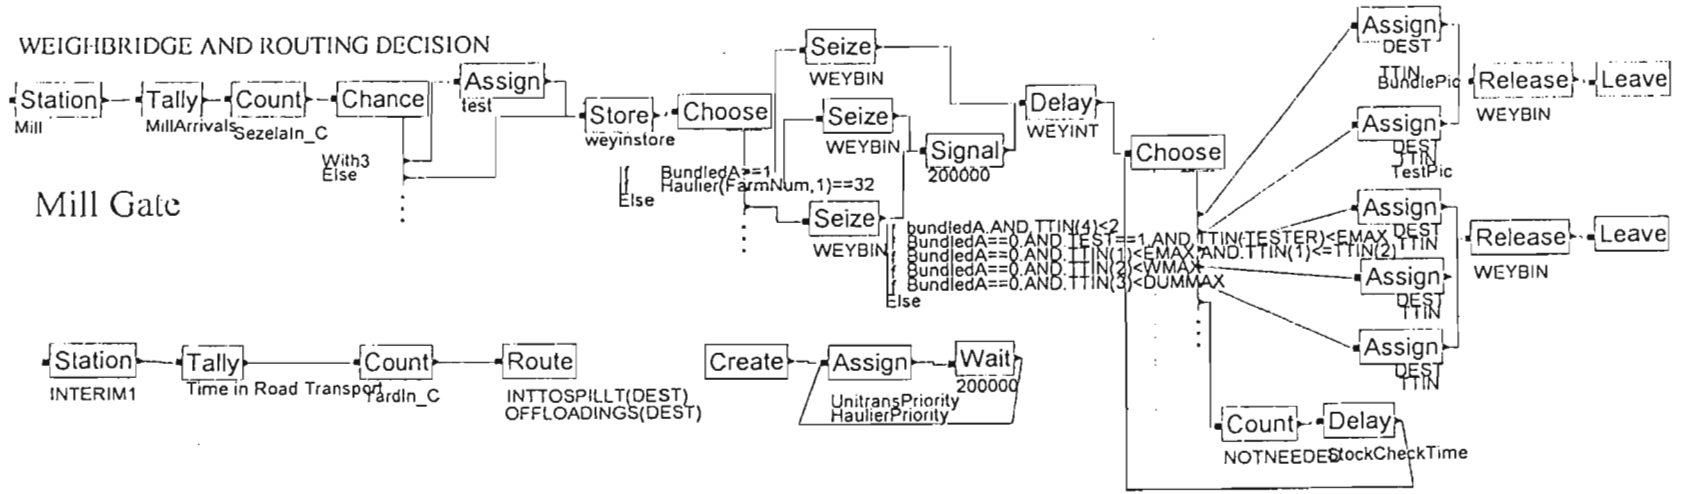 WEIGHBRIDGE AND ROUTING DECISION
Station
Mill
Tally
MillArrivals
Count
SezelaIn_C
Chance
With3
Else
Assign
test
Store
weyinstore
Choose
If BundledA>=1
If Haulier(FarmNum,1)==32
Else
Seize
WEYBIN
Seize
WEYBIN
Seize
WEYBIN
Signal
200000
Delay
WEYINT
Choose
If bundledA.AND.TTIN(4)<2
If BundledA==0.AND.TEST==1.AND.TTIN(TESTER)<EMAX
If BundledA==0.AND.TTIN(1)<EMAX.AND.TTIN(1)<=TTIN(2)
If BundledA==0.AND.TTIN(2)<WMAX
If BundledA==0.AND.TTIN(3)<DUMMAX
Else
Assign
DEST
TTIN
BundlePic
Assign
DEST
TTIN
TestPic
Assign
DEST
TTIN
Assign
DEST
TTIN
Assign
DEST
TTIN
Release
WEYBIN
Leave
Release
WEYBIN
Leave
Count
NOTNEEDED
Delay
StockCheckTime
Mill Gate
Station
INTERIM1
Tally
Time in Road Transport
Count
YardIn_C
Route
INTTOSPILLT(DEST)
OFFLOADINGS(DEST)
Create
Assign
UnitransPriority
HaulierPriority
Wait
200000